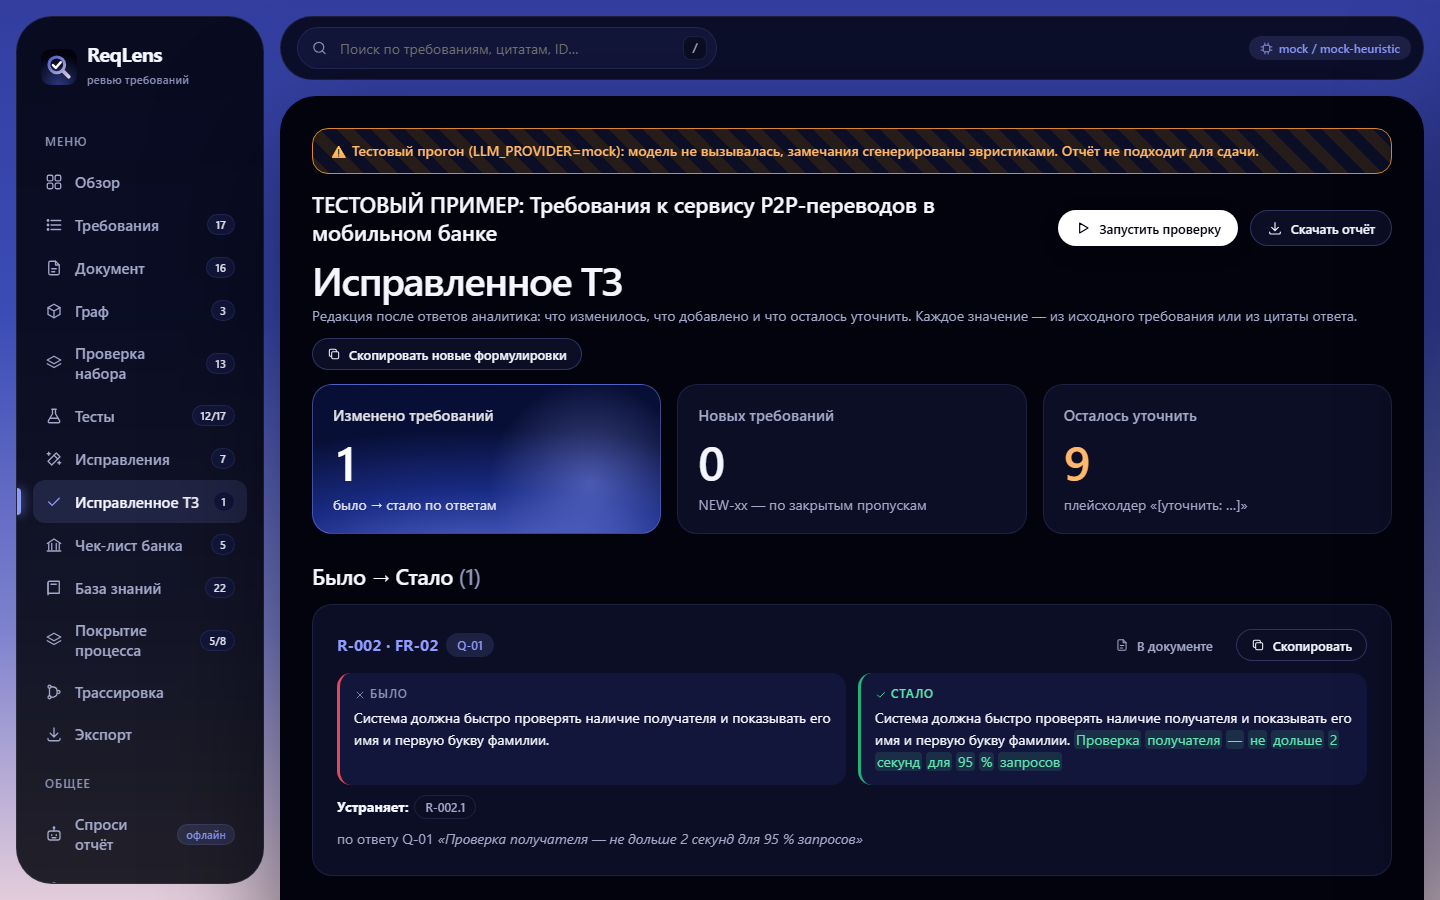 ReqLens
ревью требований
МЕНЮ
Обзор
Требования 17
Документ 16
Граф 3
Проверка
набора 13
Тесты 12/17
Исправления 7
Исправленное ТЗ 1
Чек-лист банка 5
База знаний 22
Покрытие
процесса 5/8
Трассировка
Экспорт
ОБЩЕЕ
Спроси
отчёт офлайн
Поиск по требованиям, цитатам, ID... /
mock / mock-heuristic
Тестовый прогон (LLM_PROVIDER=mock): модель не вызывалась, замечания сгенерированы эвристиками. Отчёт не подходит для сдачи.
ТЕСТОВЫЙ ПРИМЕР: Требования к сервису P2P-переводов в
мобильном банке
Запустить проверку
Скачать отчёт
Исправленное ТЗ
Редакция после ответов аналитика: что изменилось, что добавлено и что осталось уточнить. Каждое значение — из исходного требования или из цитаты ответа.
Скопировать новые формулировки
Изменено требований
1
было → стало по ответам
Новых требований
0
NEW-xx — по закрытым пропускам
Осталось уточнить
9
плейсхолдер «[уточнить: ...]»
Было → Стало (1)
R-002 · FR-02 Q-01
В документе
Скопировать
БЫЛО
Система должна быстро проверять наличие получателя и показывать его
имя и первую букву фамилии.
СТАЛО
Система должна быстро проверять наличие получателя и показывать его
имя и первую букву фамилии. Проверка получателя — не дольше 2
секунд для 95 % запросов
Устраняет: R-002.1
по ответу Q-01 «Проверка получателя — не дольше 2 секунд для 95 % запросов»